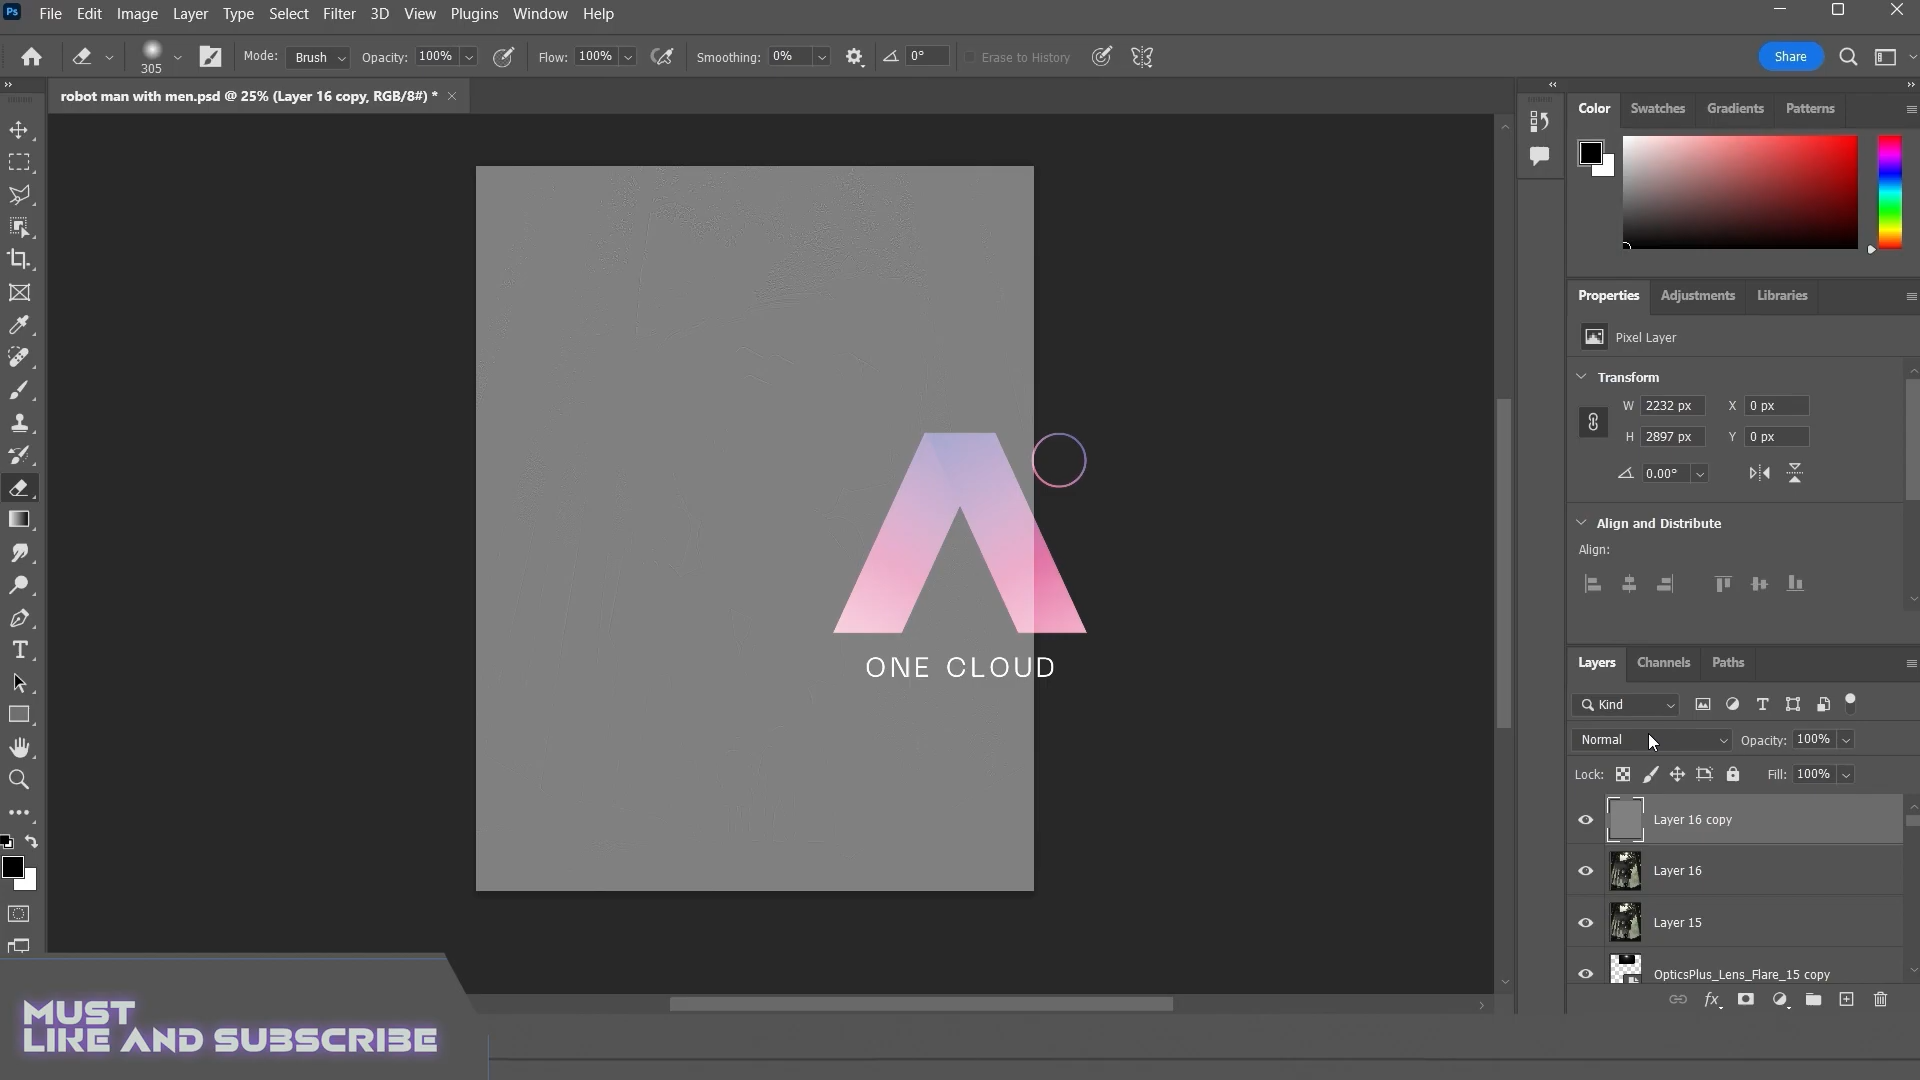 Ps File Edit Image Layer Type Select Filter 3D View Plugins Window Help
305 Mode: Brush Opacity: 100% Flow: 100% Smoothing: 0% 0° Erase to History Share
robot man with men.psd @ 25% (Layer 16 copy, RGB/8#) *
Color Swatches Gradients Patterns
Properties Adjustments Libraries
Pixel Layer
Transform
W 2232 px X 0 px
H 2897 px Y 0 px
0.00°
Align and Distribute
Align:
ONE CLOUD
Layers Channels Paths
Kind
Normal Opacity: 100%
Lock: Fill: 100%
Layer 16 copy
Layer 16
Layer 15
OpticsPlus_Lens_Flare_15 copy
fx
MUST
LIKE AND SUBSCRIBE